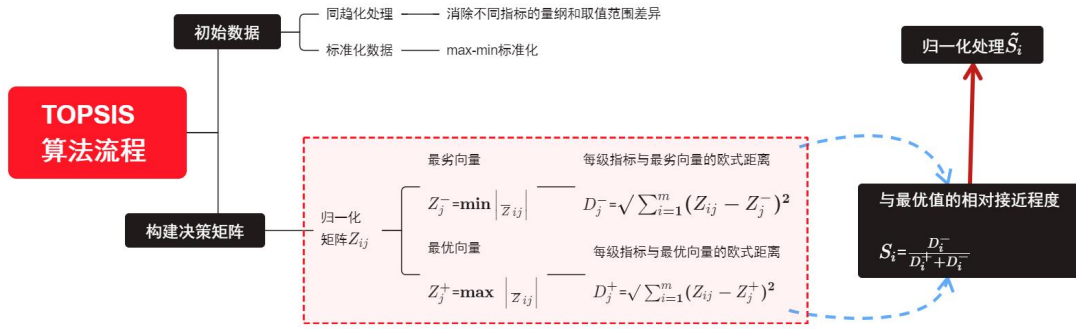 TOPSIS
算法流程
初始数据
同趋化处理
消除不同指标的量纲和取值范围差异
标准化数据
max-min标准化
构建决策矩阵
归一化
矩阵Z_{ij}
最劣向量
Z_j^-=min|\overline{Z}_{ij}|
每级指标与最劣向量的欧式距离
D_j^-=√∑_{i=1}^m(Z_{ij} − Z_j^-)^2
最优向量
Z_j^+=max |\overline{Z}_{ij}|
每级指标与最优向量的欧式距离
D_j^+=√∑_{i=1}^m(Z_{ij} − Z_j^+)^2
与最优值的相对接近程度
S_i=\frac{D_i^-}{D_i^+ + D_i^-}
归一化处理\tilde{S}_i